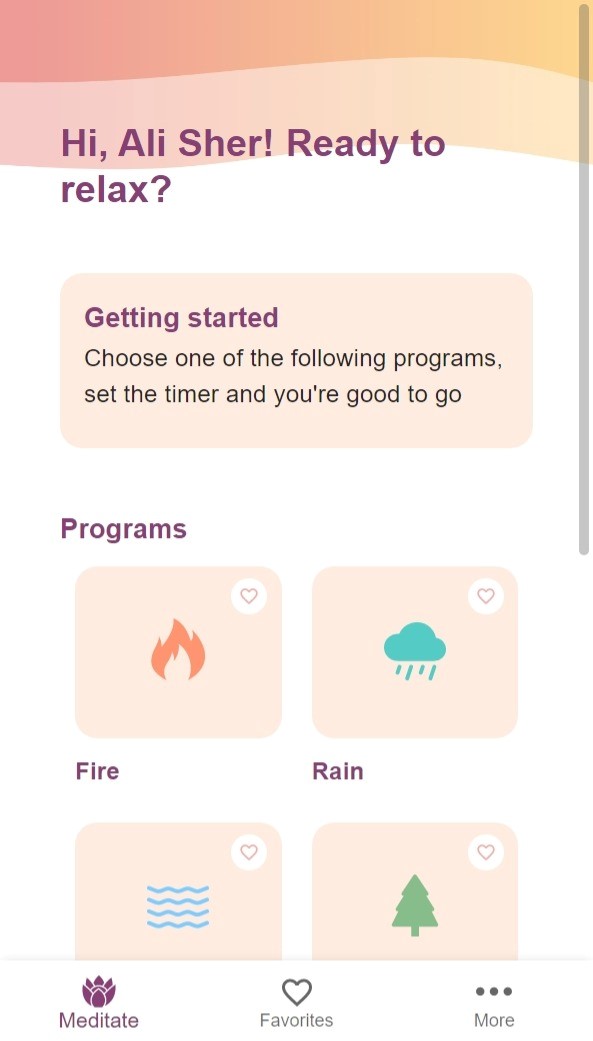 Hi, Ali Sher! Ready to
relax?
Getting started
Choose one of the following programs,
set the timer and you're good to go
Programs
Fire
Rain
Meditate
Favorites
More